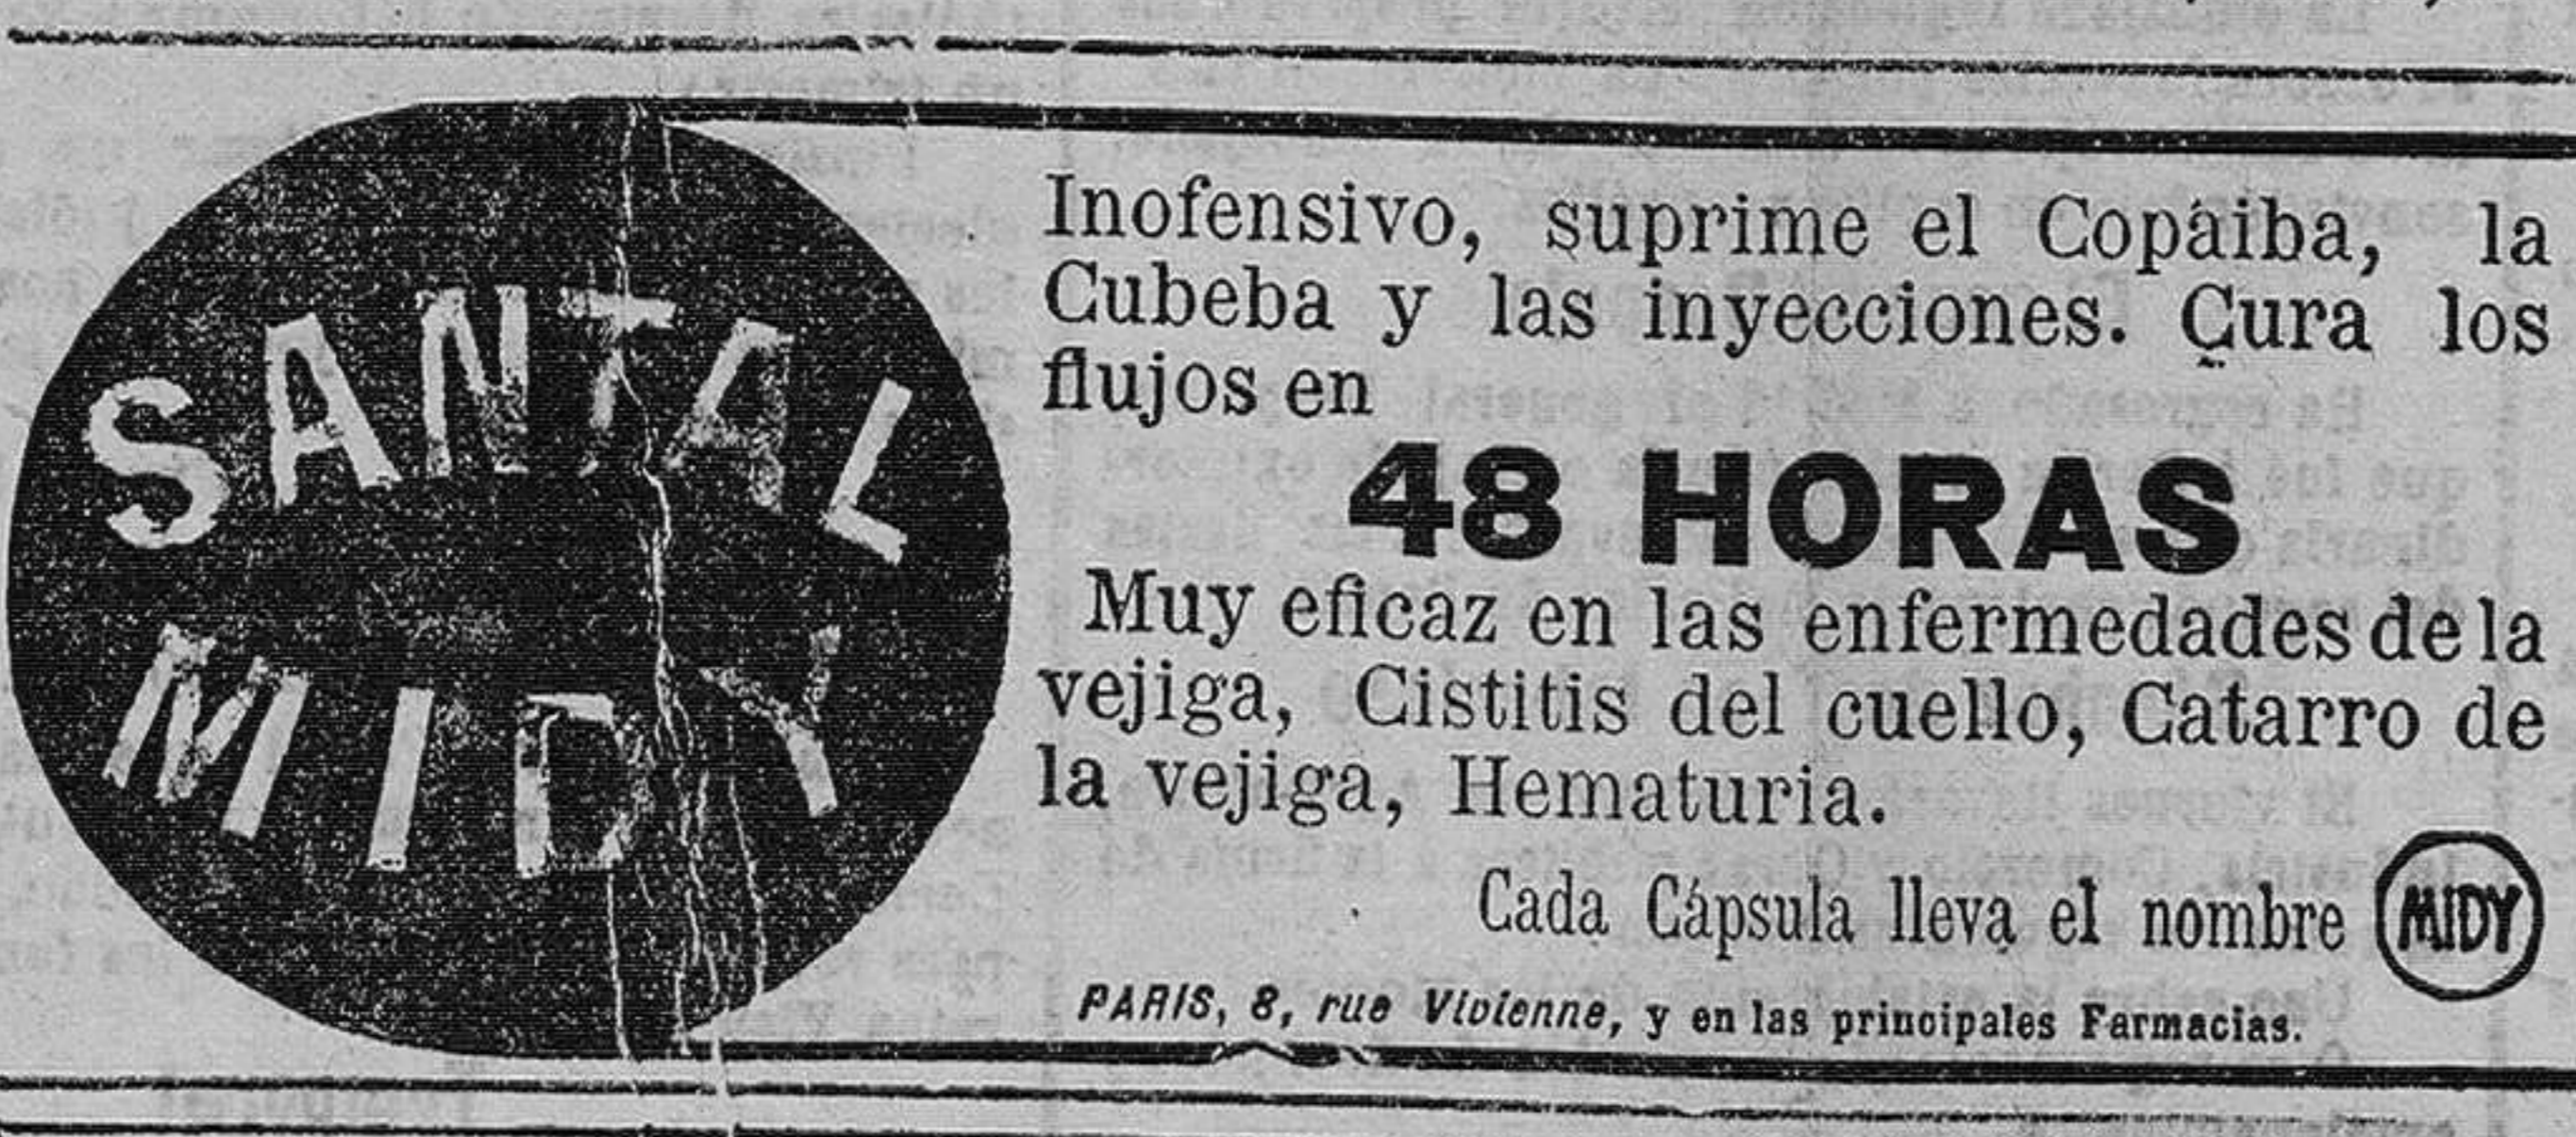 SANTAL
MIDY
Inofensivo, suprime el Copáiba, la
Cubeba y las inyecciones. Cura los
flujos en
48 HORAS
Muy eficaz en las enfermedades de la
vejiga, Cistitis del cuello, Catarro de
la vejiga, Hematuria.
Cada Cápsula lleva el nombre MIDY
PARIS, 8, rue Vivienne, y en las principales Farmacias.